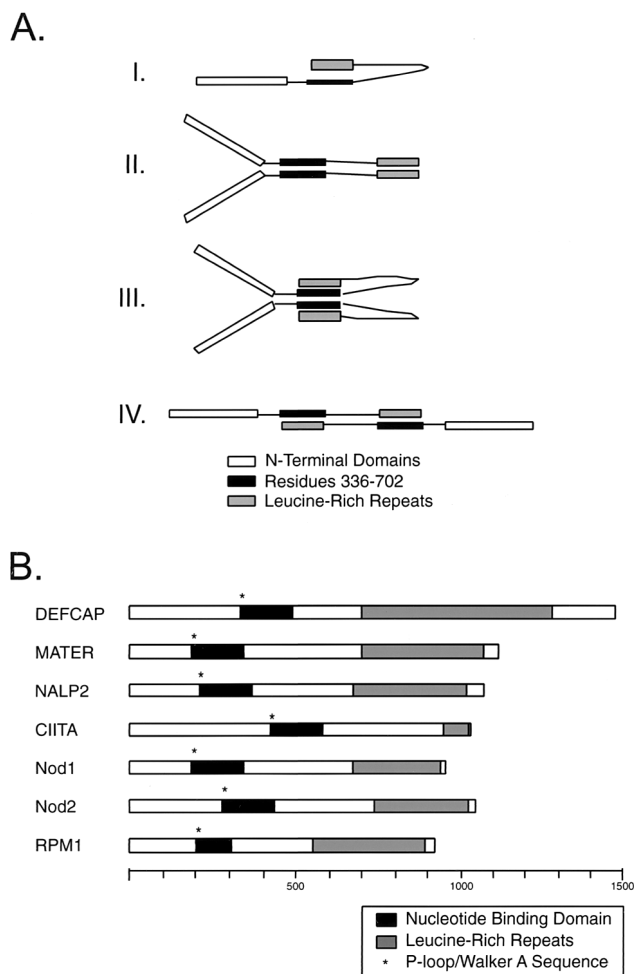 A.
I.
II.
III.
IV.
N-Terminal Domains
Residues 336-702
Leucine-Rich Repeats
B.
*
DEFCAP
*
MATER
*
NALP2
*
CIITA
*
Nod1
*
Nod2
*
RPM1
500 1000 1500
Nucleotide Binding Domain
Leucine-Rich Repeats
* P-loop/Walker A Sequence